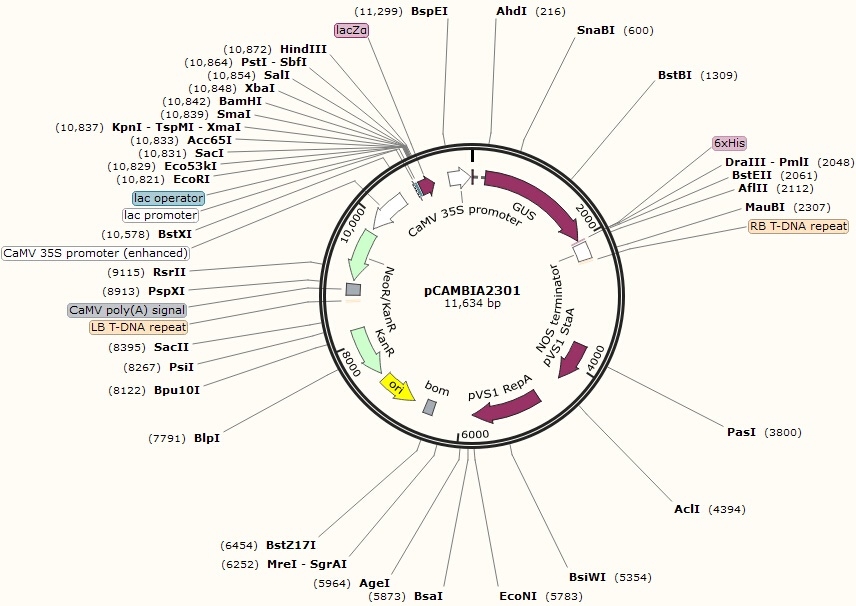 (11,299) BspEI
AhdI (216)
lacZα
SnaBI (600)
(10,872) HindIII
(10,864) PstI - SbfI
(10,854) SalI
(10,848) XbaI
(10,842) BamHI
(10,839) SmaI
(10,837) KpnI - TspMI - XmaI
(10,833) Acc65I
(10,831) SacI
(10,829) Eco53kI
(10,821) EcoRI
lac operator
lac promoter
(10,578) BstXI
CaMV 35S promoter (enhanced)
(9115) RsrII
(8913) PspXI
CaMV poly(A) signal
LB T-DNA repeat
(8395) SacII
(8267) PsiI
(8122) Bpu10I
(7791) BlpI
(6454) BstZ17I
(6252) MreI - SgrAI
(5964) AgeI
(5873) BsaI
EcoNI (5783)
BsiWI (5354)
AclI (4394)
PasI (3800)
BstBI (1309)
6xHis
DraIII - PmlI (2048)
BstEII (2061)
AflII (2112)
MauBI (2307)
RB T-DNA repeat
CaMV 35S promoter
GUS
2000
NOS terminator
pVS1 StaA
4000
pVS1 RepA
6000
bom
ori
KanR
8000
NeoR/KanR
10,000
pCAMBIA2301
11,634 bp